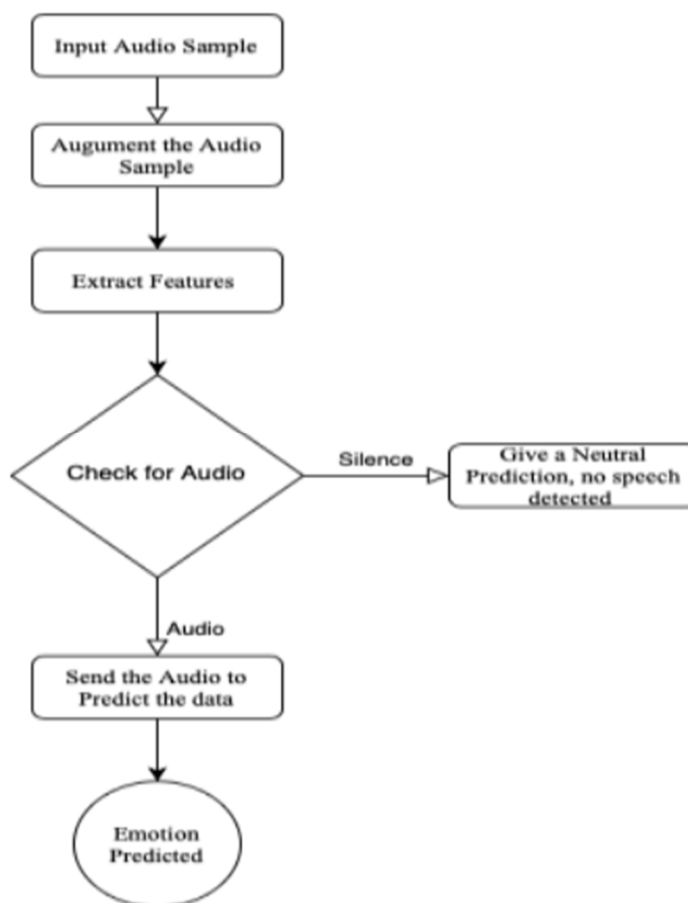 Input Audio Sample
Augument the Audio
Sample
Extract Features
Check for Audio
Silence
Give a Neutral
Prediction, no speech
detected
Audio
Send the Audio to
Predict the data
Emotion
Predicted